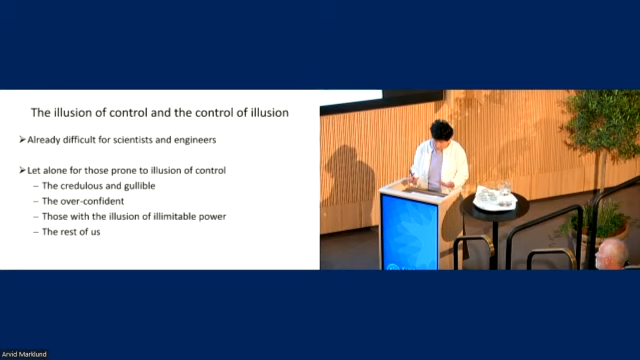 The illusion of control and the control of illusion
➢Already difficult for scientists and engineers
➢Let alone for those prone to illusion of control
– The credulous and gullible
– The over-confident
– Those with the illusion of illimitable power
– The rest of us
Arvid Marklund